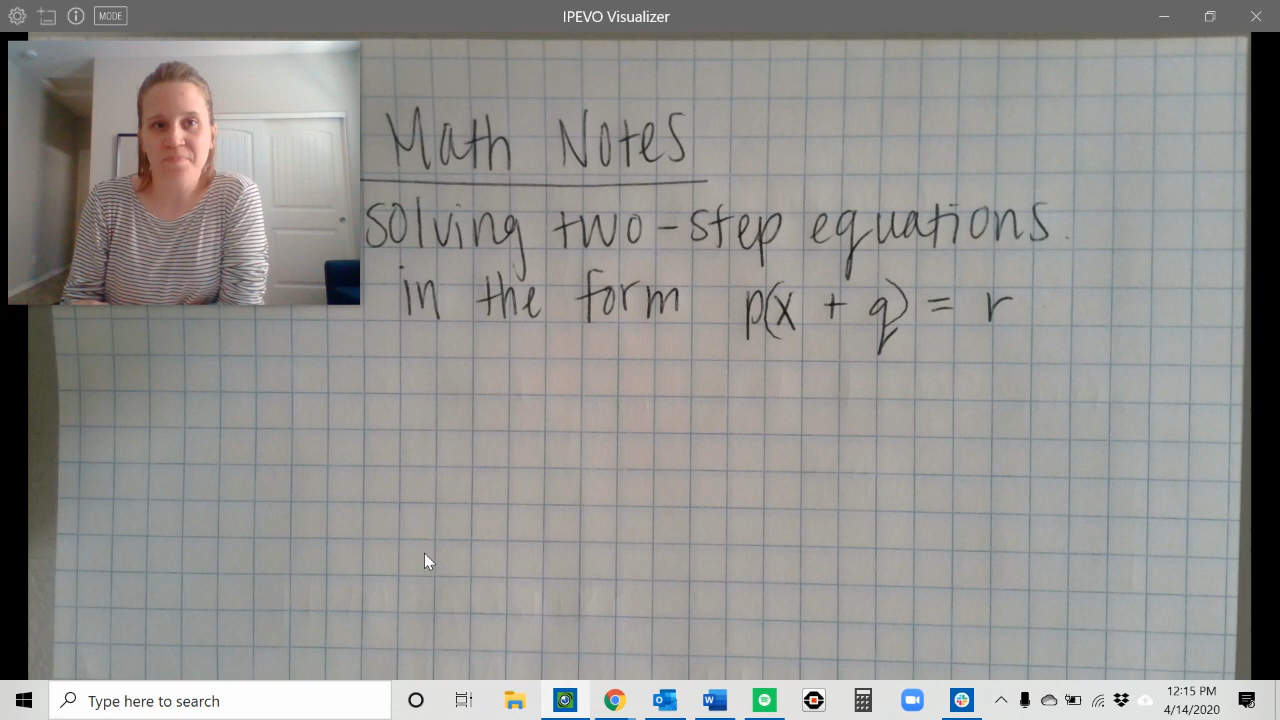 MODE
IPEVO Visualizer
Math Notes
solving two-step equations
in the form p(x + q) = r
Type here to search
12:15 PM
4/14/2020